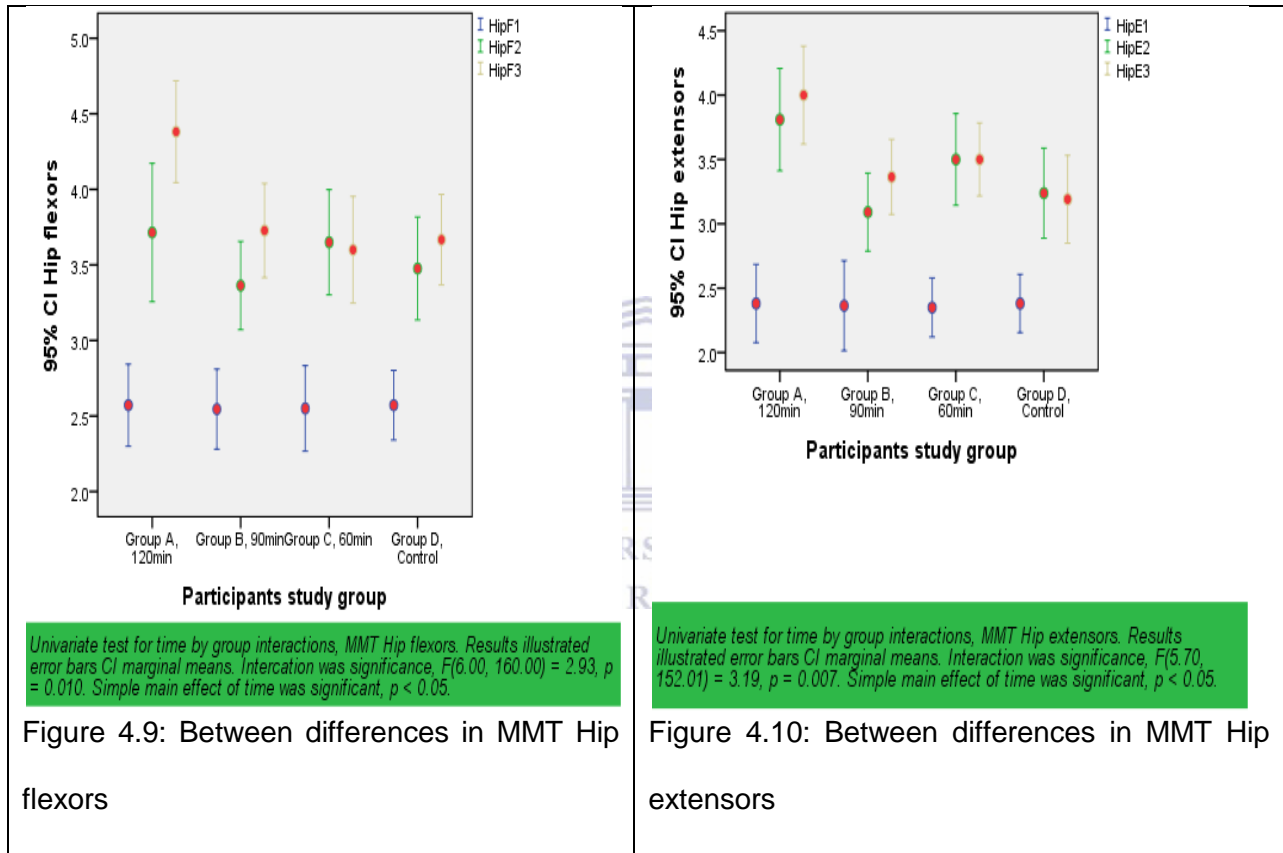 5.0
4.5
4.0
3.5
3.0
2.5
2.0
95% CI Hip flexors
HipF1
HipF2
HipF3
Group A,
120min
Group B, 90min
Group C, 60min
Group D,
Control
Participants study group
Univariate test for time by group interactions, MMT Hip flexors. Results illustrated
error bars CI marginal means. Intercation was significance, F(6.00, 160.00) = 2.93, p
= 0.010. Simple main effect of time was significant, p < 0.05.
Figure 4.9: Between differences in MMT Hip
flexors
4.5
4.0
3.5
3.0
2.5
2.0
95% CI Hip extensors
HipE1
HipE2
HipE3
Group A,
120min
Group B,
90min
Group C,
60min
Group D,
Control
Participants study group
Univariate test for time by group interactions, MMT Hip extensors. Results
illustrated error bars CI marginal means. Interaction was significance, F(5.70,
152.01) = 3.19, p = 0.007. Simple main effect of time was significant, p < 0.05.
Figure 4.10: Between differences in MMT Hip
extensors